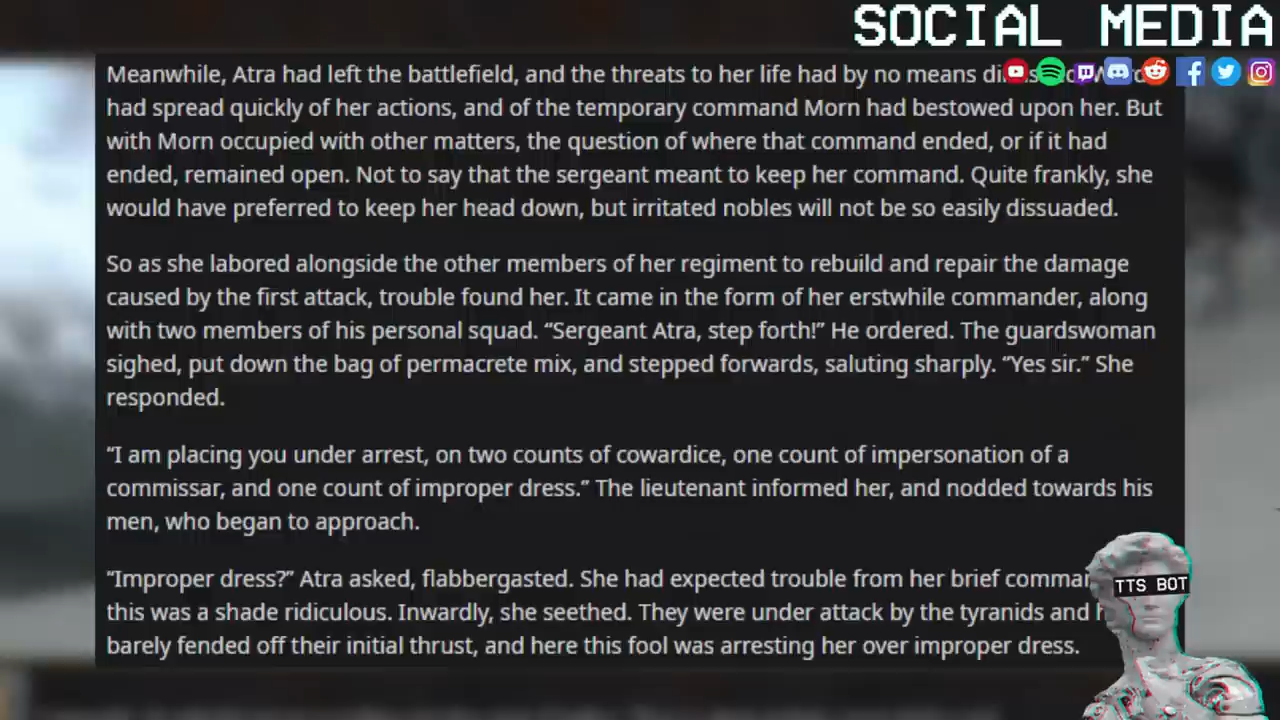 SOCIAL MEDIA
Meanwhile, Atra had left the battlefield, and the threats to her life had by no means
had spread quickly of her actions, and of the temporary command Morn had bestowed upon her. But
with Morn occupied with other matters, the question of where that command ended, or if it had
ended, remained open. Not to say that the sergeant meant to keep her command. Quite frankly, she
would have preferred to keep her head down, but irritated nobles will not be so easily dissuaded.
So as she labored alongside the other members of her regiment to rebuild and repair the damage
caused by the first attack, trouble found her. It came in the form of her erstwhile commander, along
with two members of his personal squad. “Sergeant Atra, step forth!” He ordered. The guardswoman
sighed, put down the bag of permacrete mix, and stepped forwards, saluting sharply. “Yes sir.” She
responded.
“I am placing you under arrest, on two counts of cowardice, one count of impersonation of a
commissar, and one count of improper dress.” The lieutenant informed her, and nodded towards his
men, who began to approach.
“Improper dress?” Atra asked, flabbergasted. She had expected trouble from her brief
this was a shade ridiculous. Inwardly, she seethed. They were under attack by the tyranids and
barely fended off their initial thrust, and here this fool was arresting her over improper dress.
TTS BOT